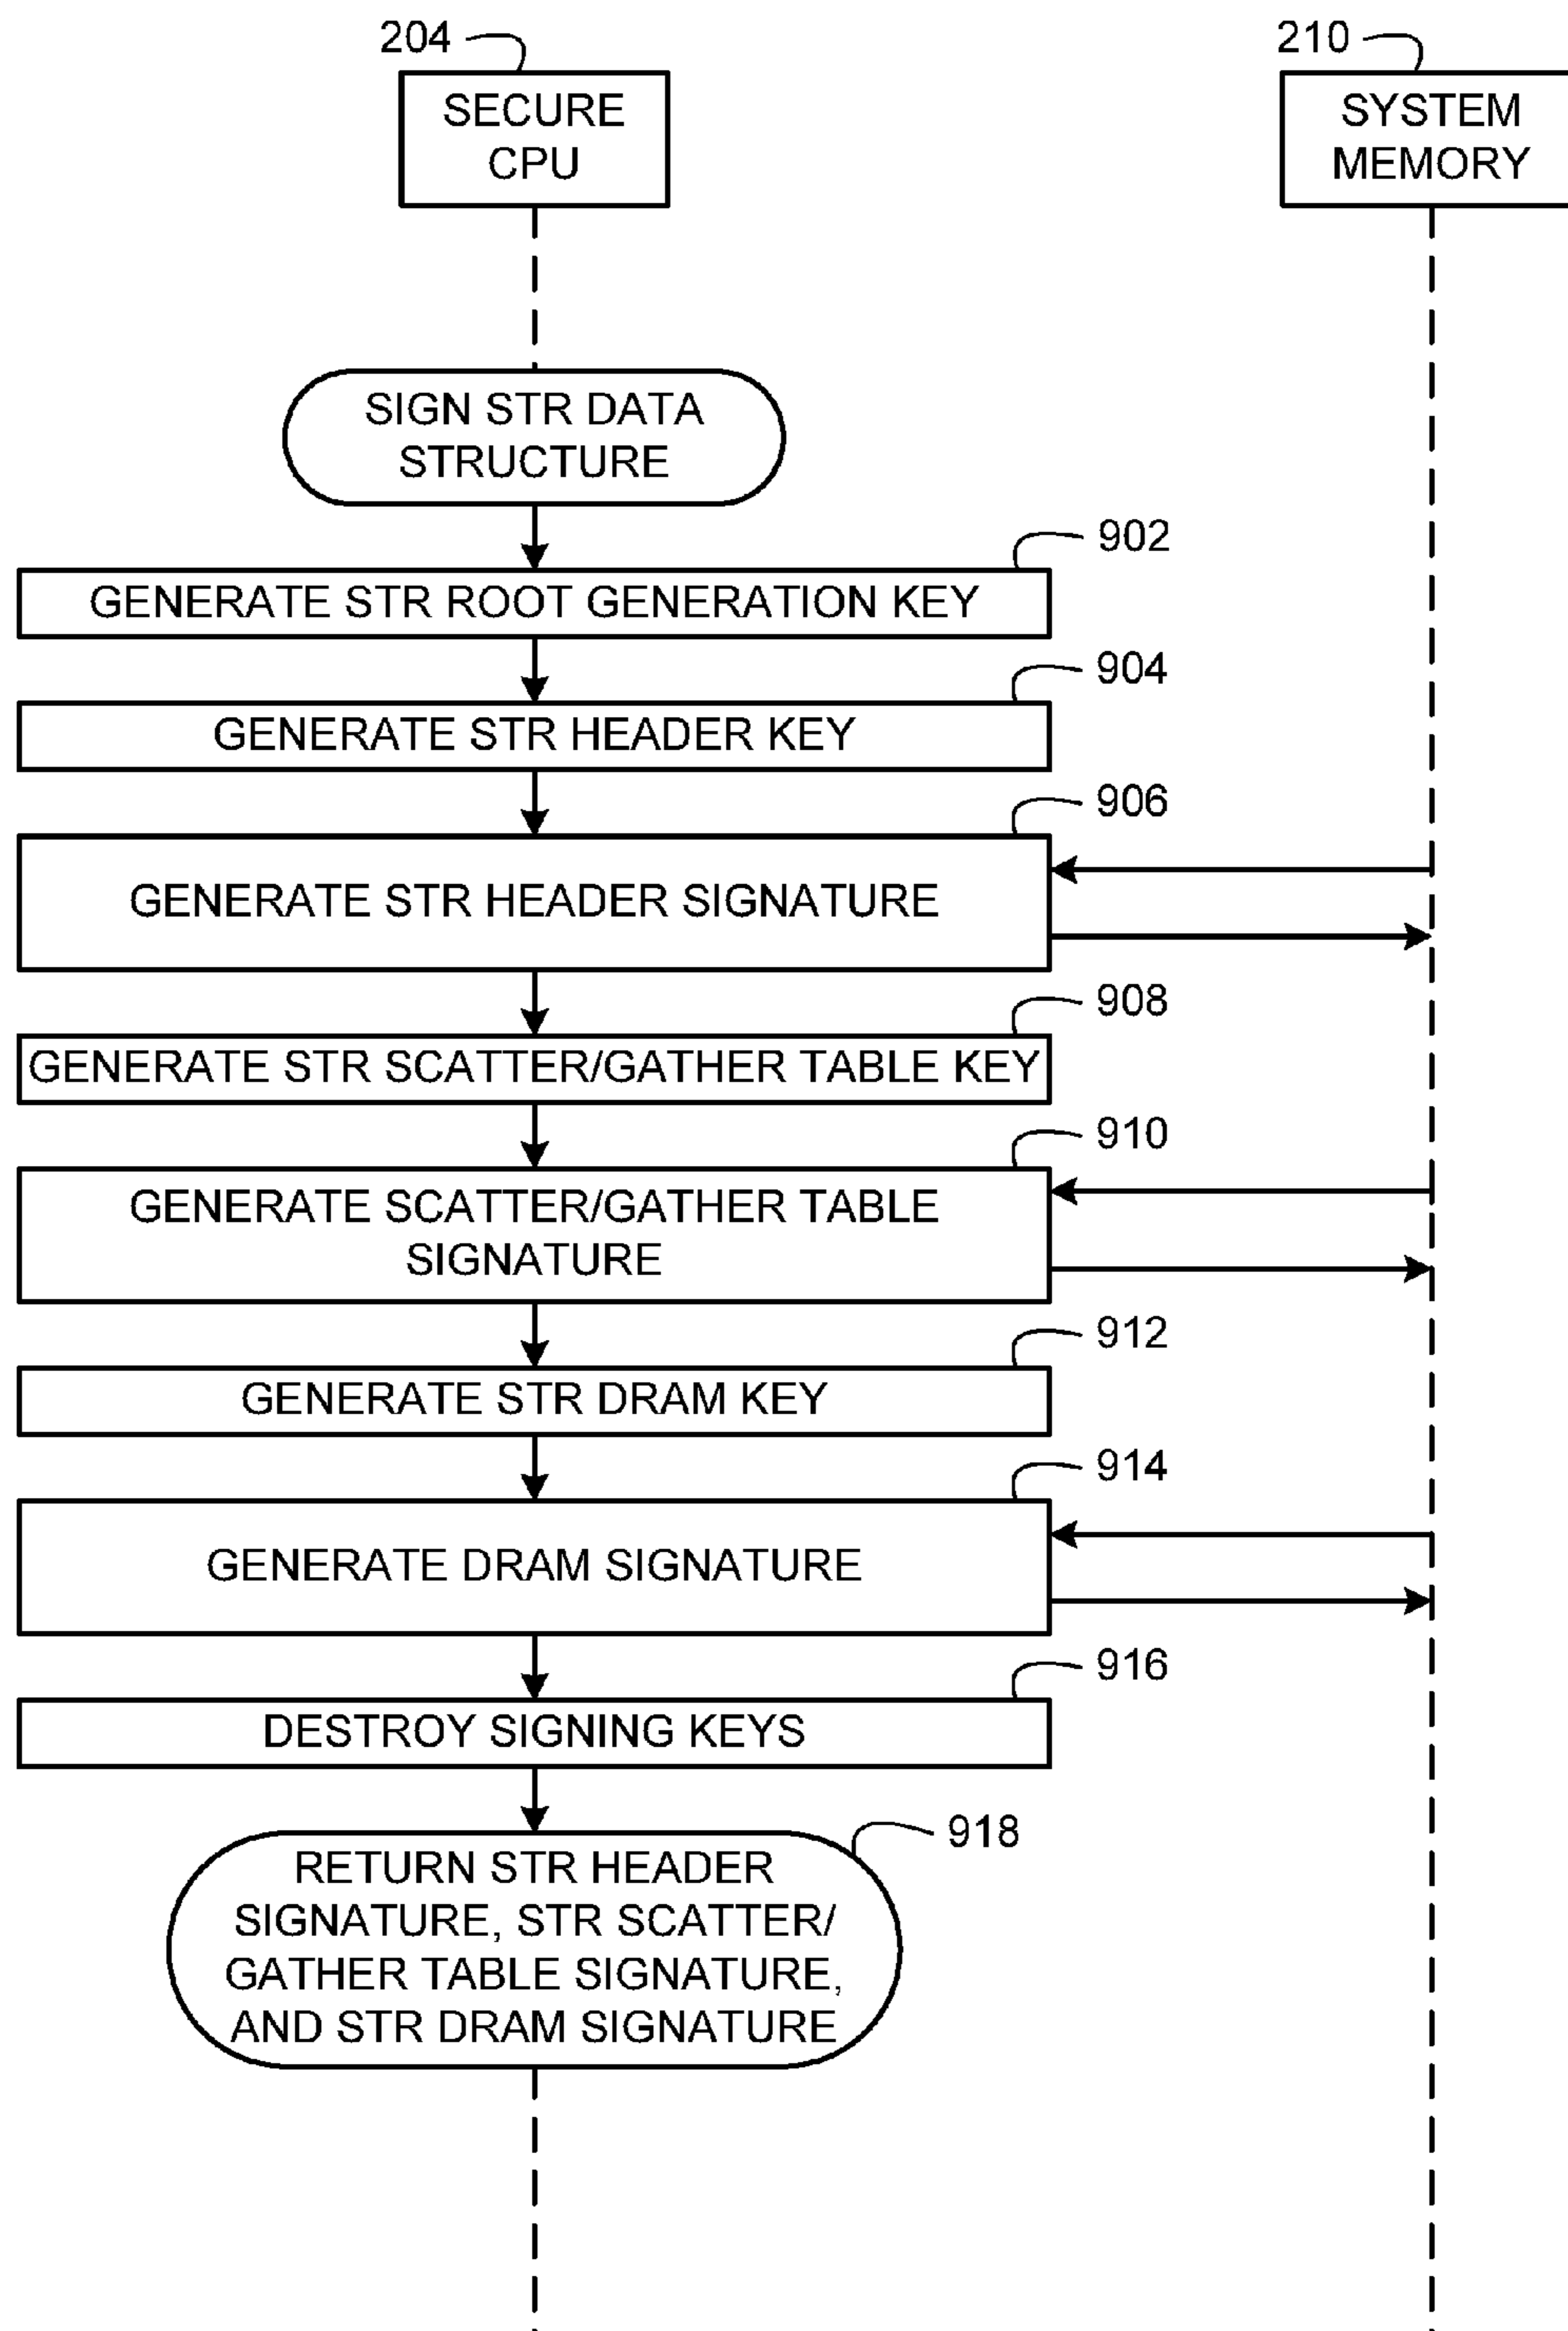 204
210
SECURE
CPU
SYSTEM
MEMORY
SIGN STR DATA
STRUCTURE
902
GENERATE STR ROOT GENERATION KEY
904
GENERATE STR HEADER KEY
906
GENERATE STR HEADER SIGNATURE
908
GENERATE STR SCATTER/GATHER TABLE KEY
910
GENERATE SCATTER/GATHER TABLE
SIGNATURE
912
GENERATE STR DRAM KEY
914
GENERATE DRAM SIGNATURE
916
DESTROY SIGNING KEYS
918
RETURN STR HEADER
SIGNATURE, STR SCATTER/
GATHER TABLE SIGNATURE,
AND STR DRAM SIGNATURE